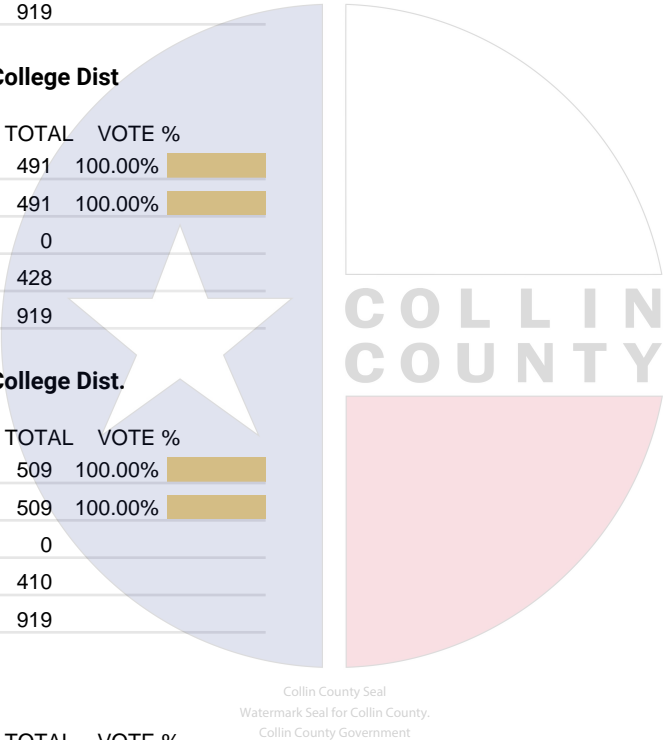 919
College Dist
TOTAL VOTE %
491 100.00%
491 100.00%
0
428
919
College Dist.
TOTAL VOTE %
509 100.00%
509 100.00%
0
410
919
TOTAL VOTE %
COLLIN
COUNTY
Collin County Seal
Watermark Seal for Collin County.
Collin County Government